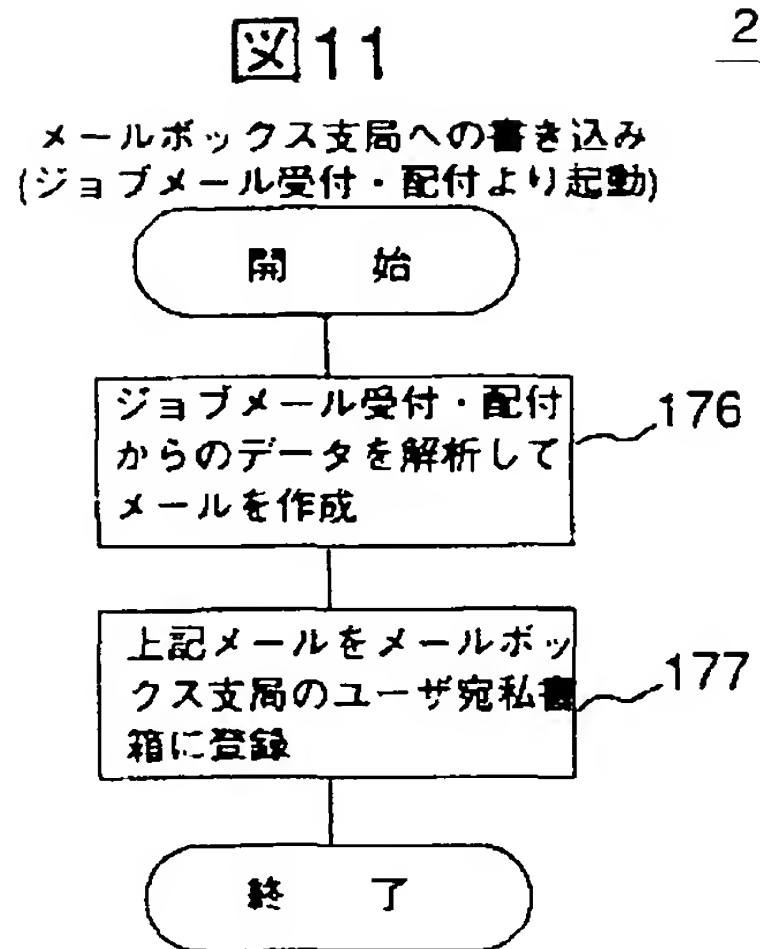 図11
2
メールボックス支局への書き込み
(ジョブメール受付・配付より起動)
開 始
ジョブメール受付・配付
からのデータを解析して
メールを作成
176
上記メールをメールボッ
クス支局のユーザ宛私書
箱に登録
177
終 了